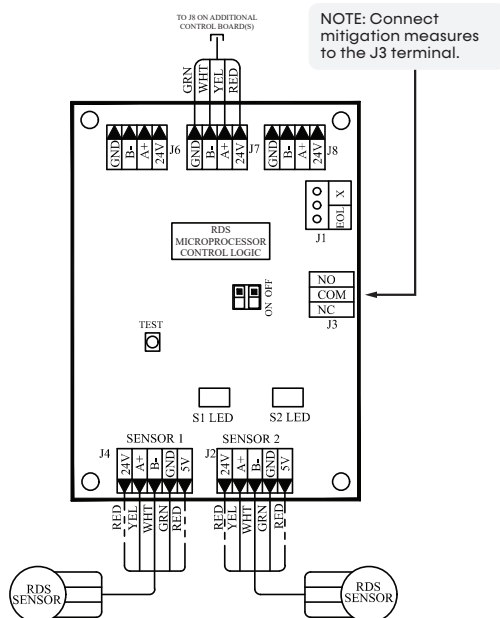 TO J8 ON ADDITIONAL
CONTROL BOARD(S)
NOTE: Connect
mitigation measures
to the J3 terminal.
GRN
WHT
YEL
RED
GND
B-
A+
24V
J6
GND
B-
A+
24V
J7
GND
B-
A+
24V
J8
X
EOL
J1
RDS
MICROPROCESSOR
CONTROL LOGIC
ON OFF
NO
COM
NC
J3
TEST
S1 LED
S2 LED
SENSOR 1
SENSOR 2
J4
24V
A+
B-
GND
5V
J2
24V
A+
B-
GND
5V
RED
YEL
WHT
GRN
RED
RED
YEL
WHT
GRN
RED
RDS
SENSOR
RDS
SENSOR